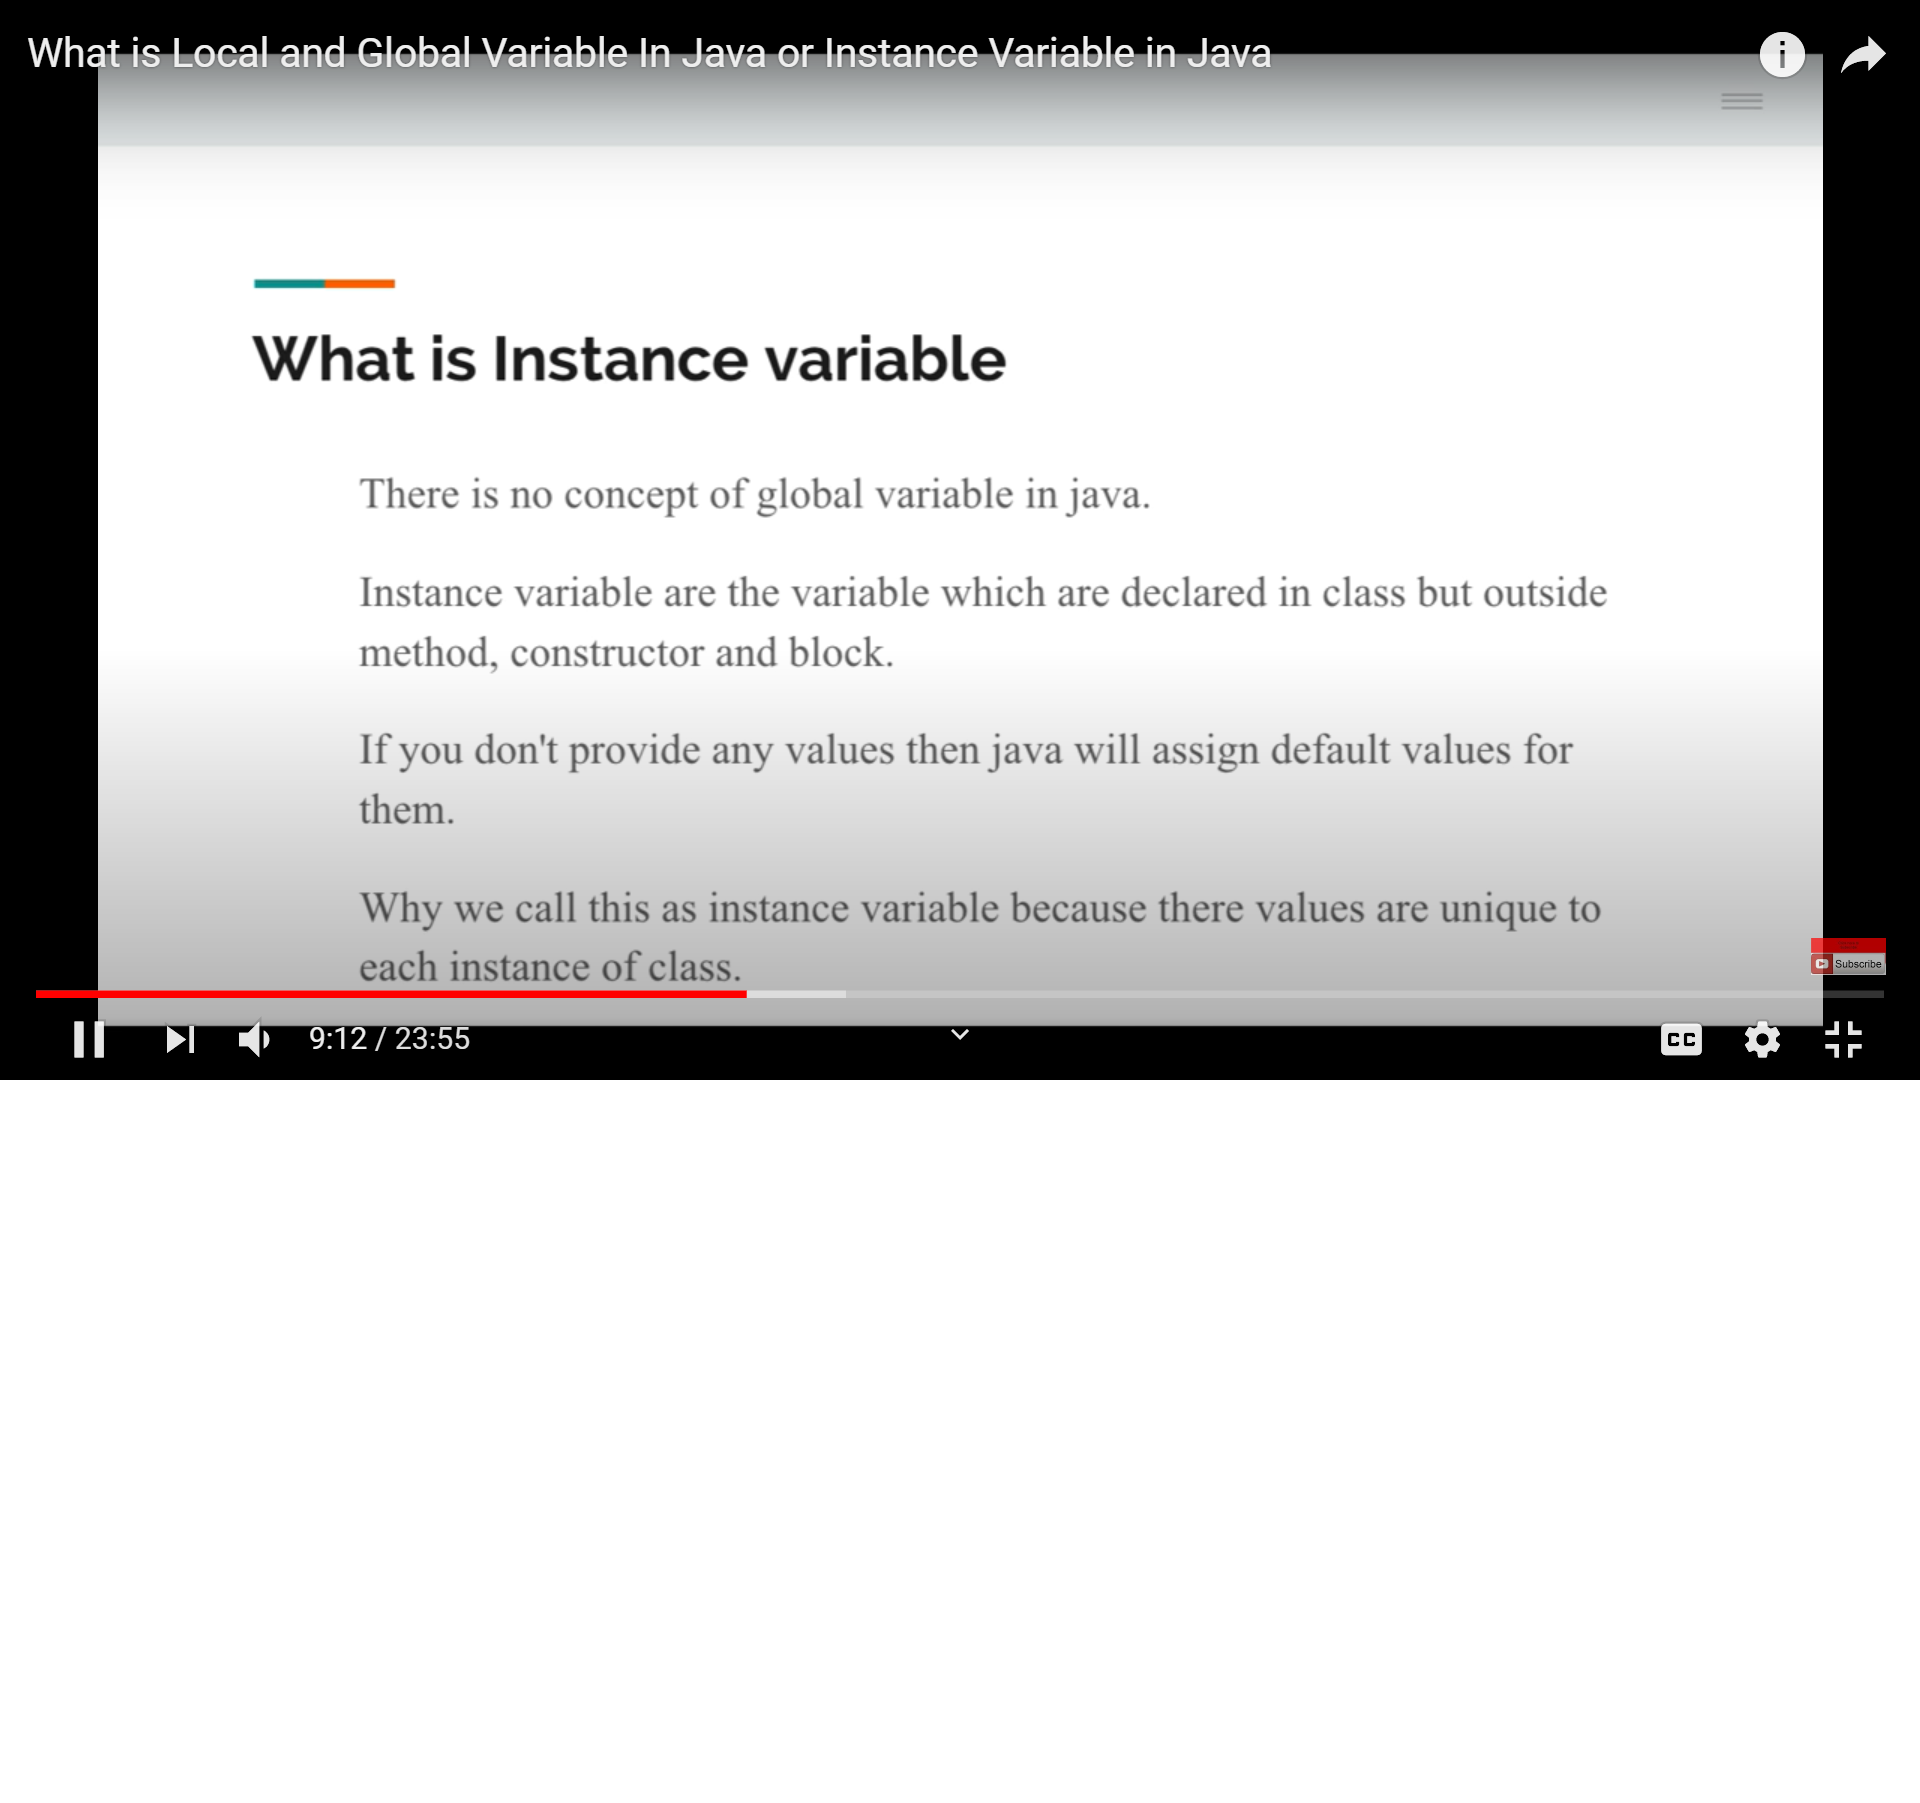 What is Local and Global Variable In Java or Instance Variable in Java
What is Instance variable
There is no concept of global variable in java.
Instance variable are the variable which are declared in class but outside
method, constructor and block.
If you don't provide any values then java will assign default values for
them.
Why we call this as instance variable because there values are unique to
each instance of class.
Subscribe
9:12 / 23:55
CC